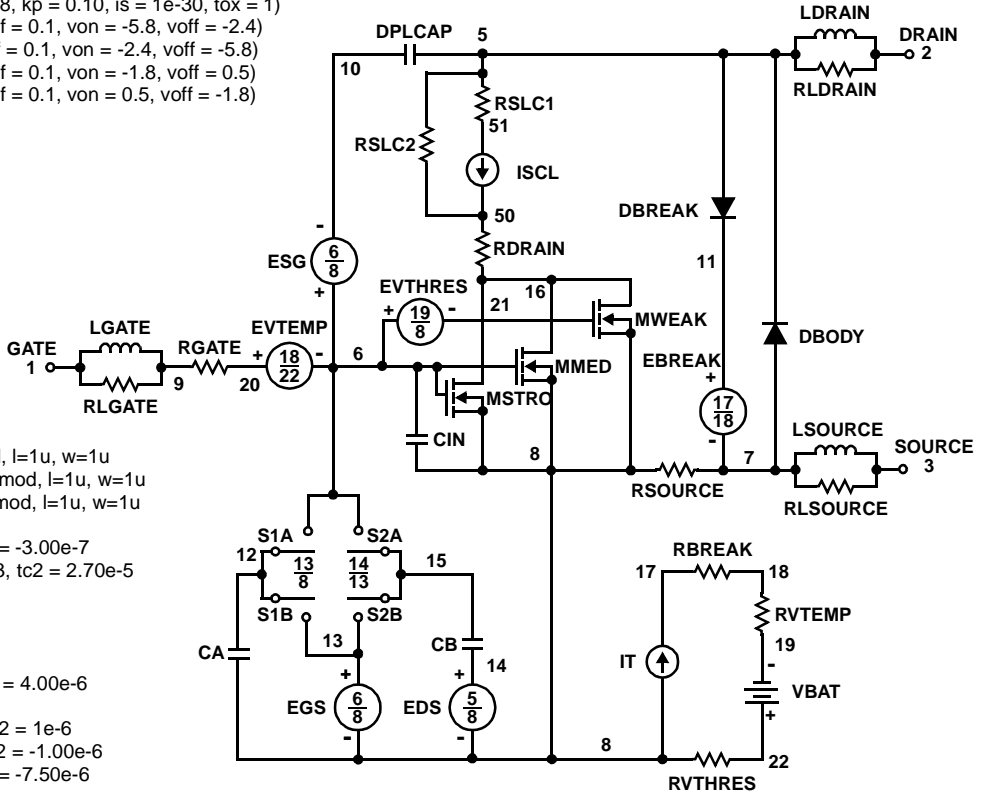 8, kp = 0.10, is = 1e-30, tox = 1)
f = 0.1, von = -5.8, voff = -2.4)
f = 0.1, von = -2.4, voff = -5.8)
f = 0.1, von = -1.8, voff = 0.5)
f = 0.1, von = 0.5, voff = -1.8)
LDRAIN
DPLCAP 5
DRAIN
2
10
RLDRAIN
RSLC1
51
RSLC2
ISCL
DBREAK
50
RDRAIN
ESG
6
8
11
EVTHRES
19
8
16
21
MWEAK
DBODY
LGATE
EVTEMP
GATE
1
RGATE
18
22
6
MMED
EBREAK
9
20
RLGATE
MSTRO
17
18
CIN
LSOURCE
8
7
SOURCE
3
l, l=1u, w=1u
mod, l=1u, w=1u
mod, l=1u, w=1u
RSOURCE
RLSOURCE
S1A
S2A
= -3.00e-7
3, tc2 = 2.70e-5
12
13
8
14
13
15
RBREAK
17
18
S1B
S2B
RVTEMP
13
CB
19
CA
14
IT
VBAT
= 4.00e-6
EGS
6
8
EDS
5
8
2 = 1e-6
2 = -1.00e-6
= -7.50e-6
8
22
RVTHRES